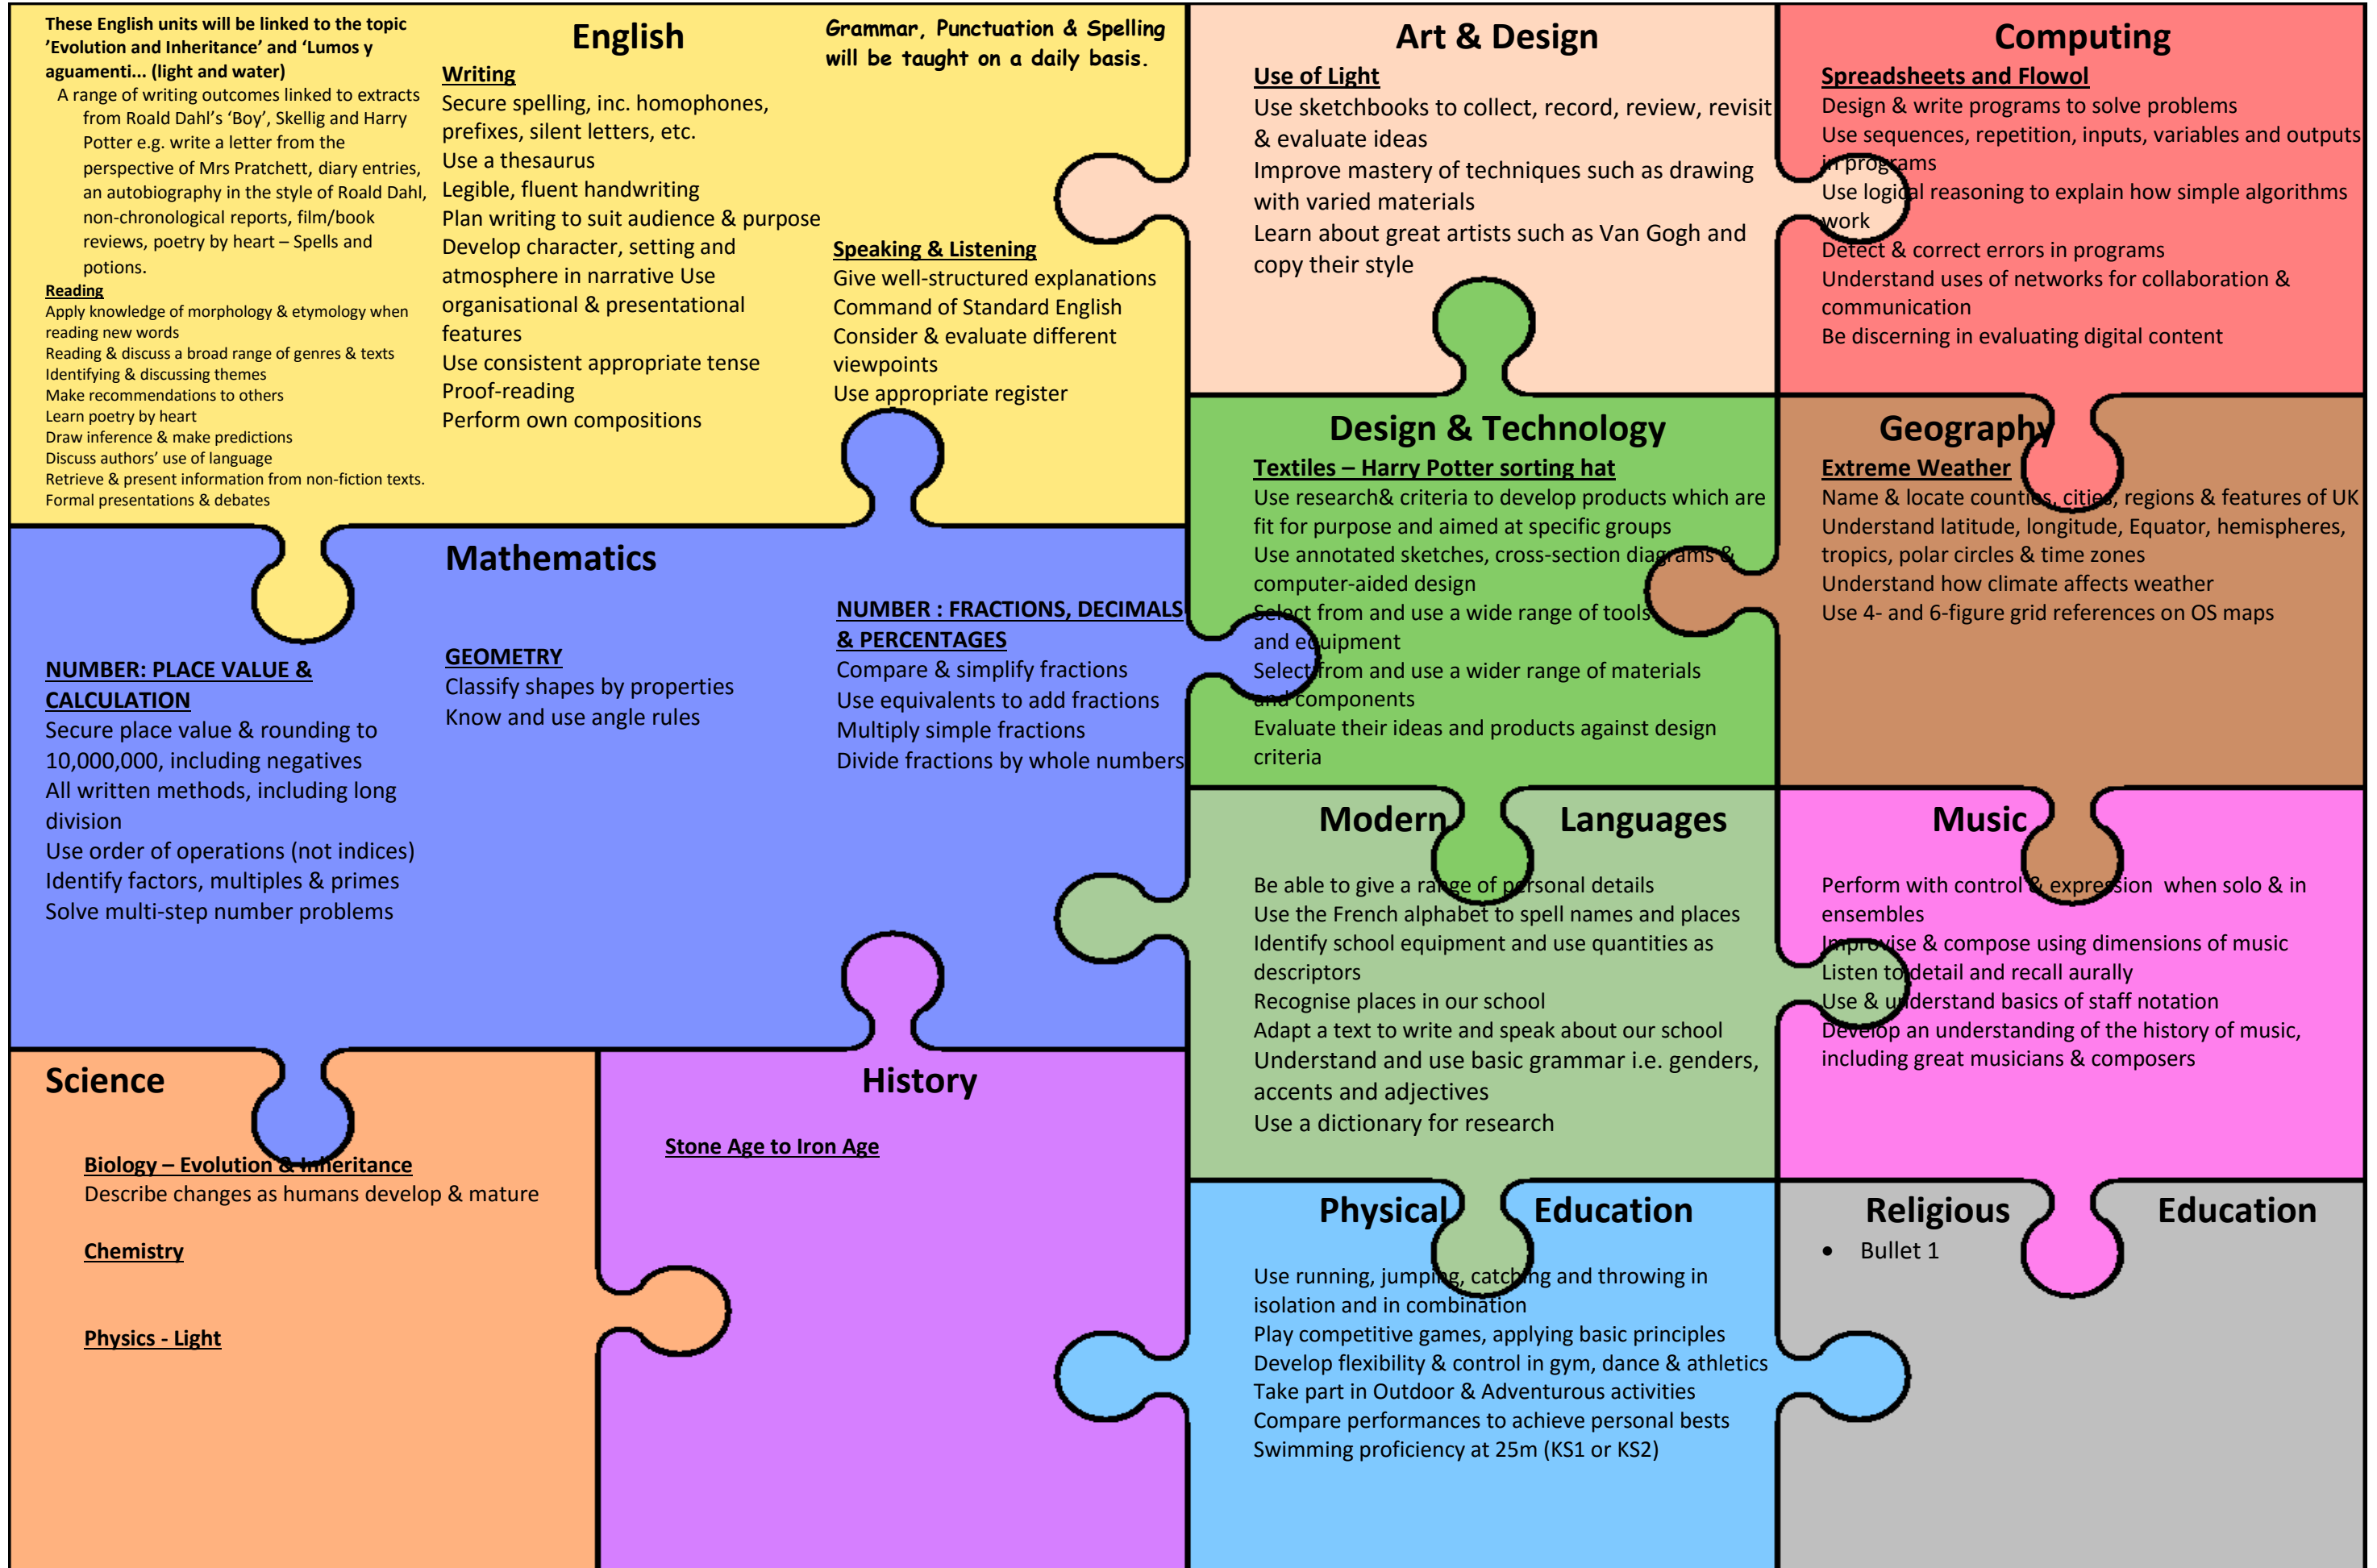 These English units will be linked to the topic
’Evolution and Inheritance’ and ‘Lumos y
aguamenti... (light and water)
A range of writing outcomes linked to extracts
from Roald Dahl’s ‘Boy’, Skellig and Harry
Potter e.g. write a letter from the
perspective of Mrs Pratchett, diary entries,
an autobiography in the style of Roald Dahl,
non-chronological reports, film/book
reviews, poetry by heart – Spells and
potions.
Reading
Apply knowledge of morphology & etymology when
reading new words
Reading & discuss a broad range of genres & texts
Identifying & discussing themes
Make recommendations to others
Learn poetry by heart
Draw inference & make predictions
Discuss authors’ use of language
Retrieve & present information from non-fiction texts.
Formal presentations & debates
English
Writing
Secure spelling, inc. homophones,
prefixes, silent letters, etc.
Use a thesaurus
Legible, fluent handwriting
Plan writing to suit audience & purpose
Develop character, setting and
atmosphere in narrative Use
organisational & presentational
features
Use consistent appropriate tense
Proof-reading
Perform own compositions
Grammar, Punctuation & Spelling
will be taught on a daily basis.
Speaking & Listening
Give well-structured explanations
Command of Standard English
Consider & evaluate different
viewpoints
Use appropriate register
Art & Design
Use of Light
Use sketchbooks to collect, record, review, revisit
& evaluate ideas
Improve mastery of techniques such as drawing
with varied materials
Learn about great artists such as Van Gogh and
copy their style
Computing
Spreadsheets and Flowol
Design & write programs to solve problems
Use sequences, repetition, inputs, variables and outputs
in programs
Use logical reasoning to explain how simple algorithms
work
Detect & correct errors in programs
Understand uses of networks for collaboration &
communication
Be discerning in evaluating digital content
Mathematics
NUMBER: PLACE VALUE &
CALCULATION
Secure place value & rounding to
10,000,000, including negatives
All written methods, including long
division
Use order of operations (not indices)
Identify factors, multiples & primes
Solve multi-step number problems
GEOMETRY
Classify shapes by properties
Know and use angle rules
NUMBER : FRACTIONS, DECIMALS
& PERCENTAGES
Compare & simplify fractions
Use equivalents to add fractions
Multiply simple fractions
Divide fractions by whole numbers
Design & Technology
Textiles – Harry Potter sorting hat
Use research& criteria to develop products which are
fit for purpose and aimed at specific groups
Use annotated sketches, cross-section diagrams &
computer-aided design
Select from and use a wide range of tools
and equipment
Select from and use a wider range of materials
and components
Evaluate their ideas and products against design
criteria
Geography
Extreme Weather
Name & locate counties, cities, regions & features of UK
Understand latitude, longitude, Equator, hemispheres,
tropics, polar circles & time zones
Understand how climate affects weather
Use 4- and 6-figure grid references on OS maps
Modern Languages
Be able to give a range of personal details
Use the French alphabet to spell names and places
Identify school equipment and use quantities as
descriptors
Recognise places in our school
Adapt a text to write and speak about our school
Understand and use basic grammar i.e. genders,
accents and adjectives
Use a dictionary for research
Music
Perform with control & expression when solo & in
ensembles
Improvise & compose using dimensions of music
Listen to detail and recall aurally
Use & understand basics of staff notation
Develop an understanding of the history of music,
including great musicians & composers
Science
Biology – Evolution & Inheritance
Describe changes as humans develop & mature
Chemistry
Physics - Light
History
Stone Age to Iron Age
Physical Education
Use running, jumping, catching and throwing in
isolation and in combination
Play competitive games, applying basic principles
Develop flexibility & control in gym, dance & athletics
Take part in Outdoor & Adventurous activities
Compare performances to achieve personal bests
Swimming proficiency at 25m (KS1 or KS2)
Religious Education
• Bullet 1